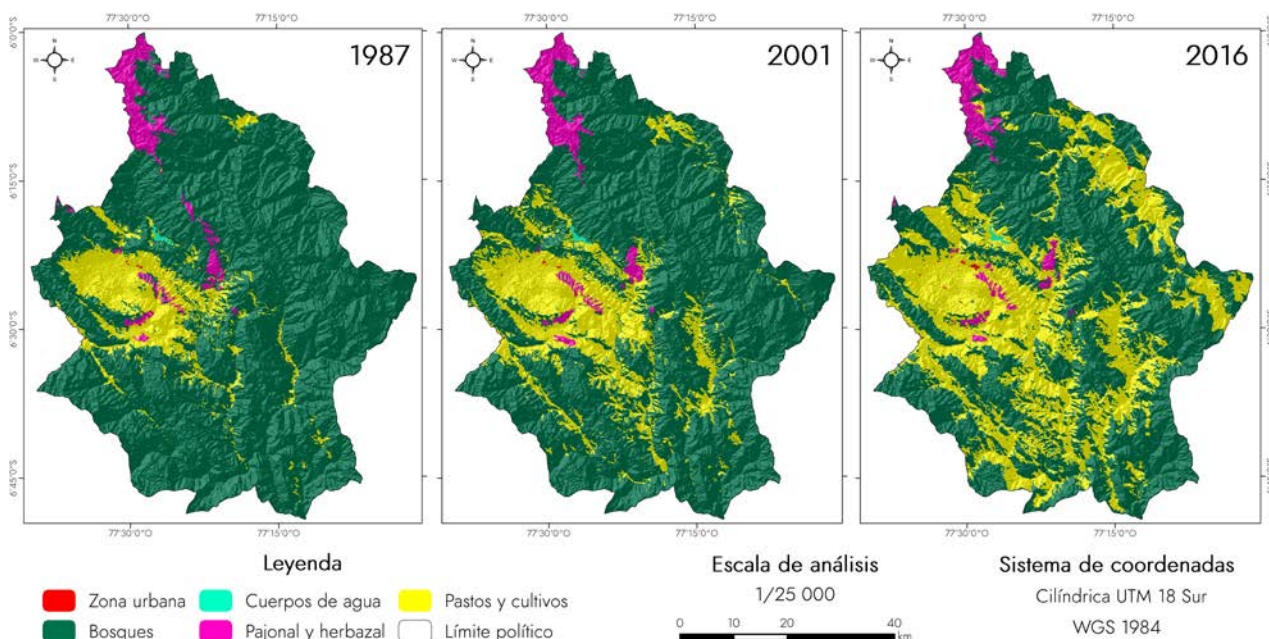 77°30'0"O 77°15'0"O 77°30'0"O 77°15'0"O 77°30'0"O 77°15'0"O
6°0'0"S
1987 2001 2016
N N N
W E W E W E
S S S
6°15'0"S
6°30'0"S
6°45'0"S
77°30'0"O 77°15'0"O 77°30'0"O 77°15'0"O 77°30'0"O 77°15'0"O
Leyenda
Zona urbana Cuerpos de agua Pastos y cultivos
Bosques Pajonal y herbazal Límite político
Escala de análisis
1/25 000
0 10 20 40
km
Sistema de coordenadas
Cilíndrica UTM 18 Sur
WGS 1984